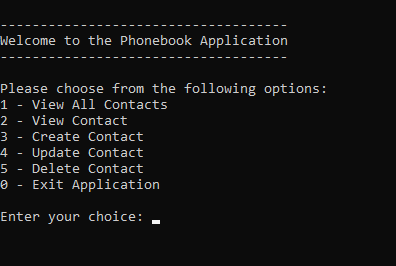 ------------------------------------
Welcome to the Phonebook Application
------------------------------------
Please choose from the following options:
1 - View All Contacts
2 - View Contact
3 - Create Contact
4 - Update Contact
5 - Delete Contact
0 - Exit Application
Enter your choice: